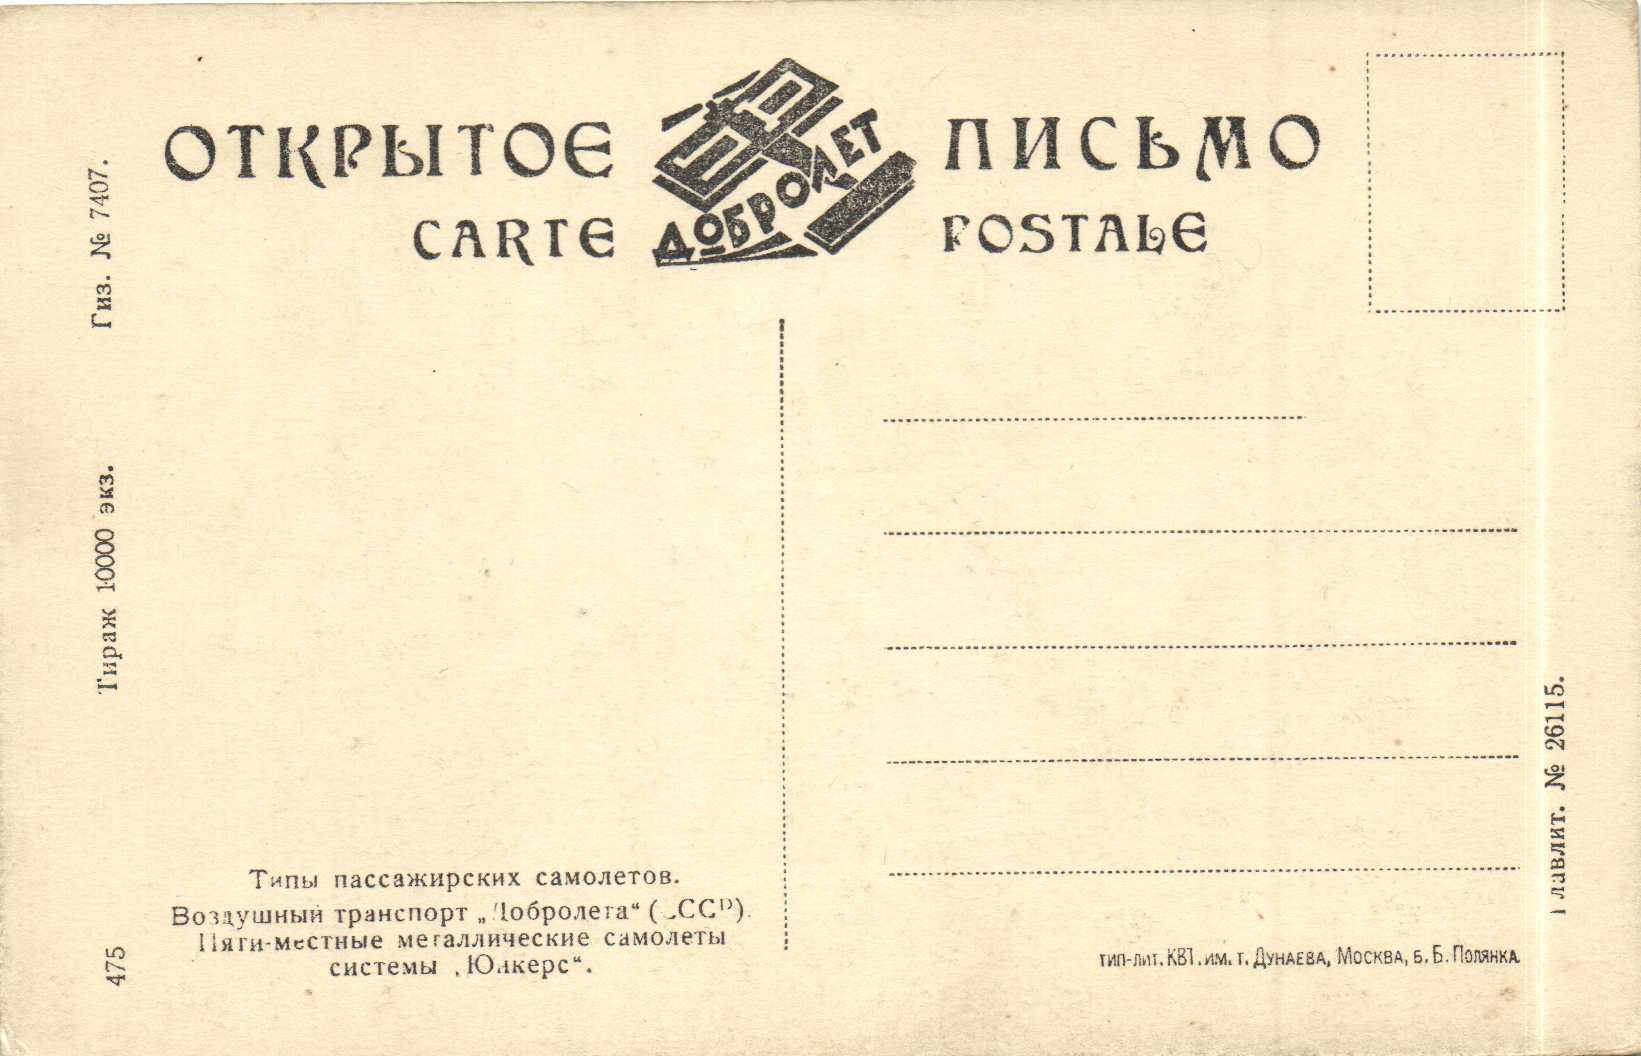 ОТКРЫТОЕ ПИСЬМО
CARTE POSTALE
ДОБРОЛЕТ
Гиз. № 7407.
Тираж 10000 экз.
475
Типы пассажирских самолетов.
Воздушный транспорт „Добролета“ (СССР).
Пяти-местные металлические самолеты
системы „Юнкерс“.
Главлит. № 26115.
ТИП-ЛИТ. КВТ. ИМ. Т. ДУНАЕВА, МОСКВА, Б. Б. ПОЛЯНКА